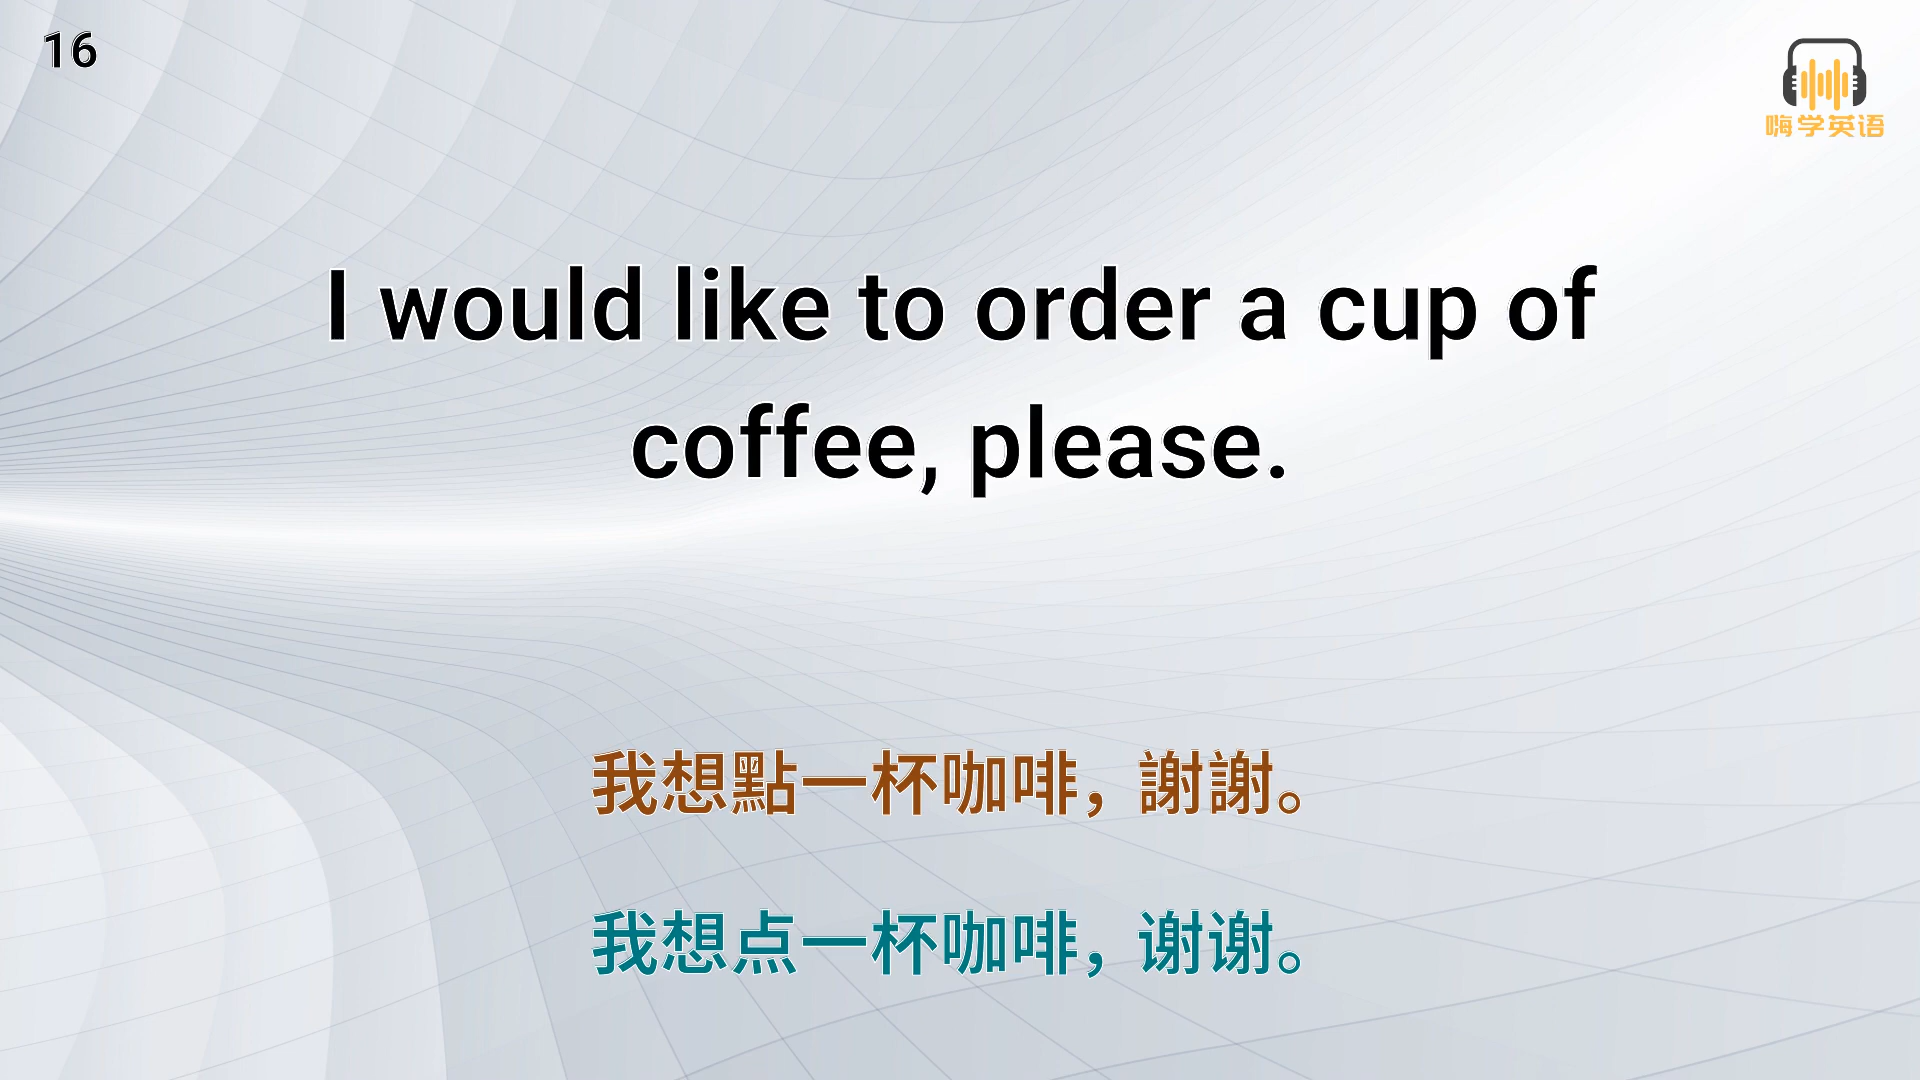 16
嗨学英语
I would like to order a cup of
coffee, please.
我想點一杯咖啡，謝謝。
我想点一杯咖啡，谢谢。